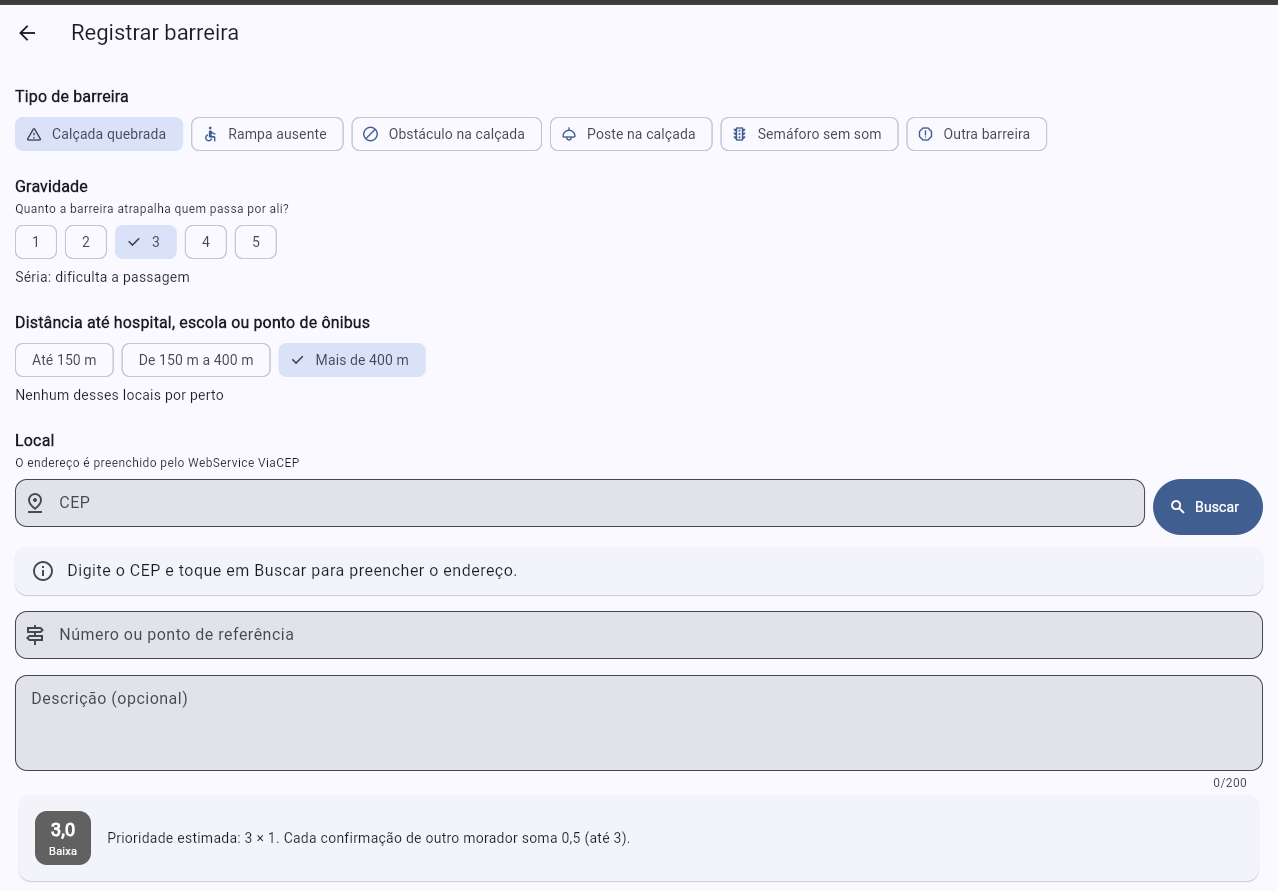 Registrar barreira
Tipo de barreira
Calçada quebrada Rampa ausente Obstáculo na calçada Poste na calçada Semáforo sem som Outra barreira
Gravidade
Quanto a barreira atrapalha quem passa por ali?
1 2 3 4 5
Séria: dificulta a passagem
Distância até hospital, escola ou ponto de ônibus
Até 150 m De 150 m a 400 m Mais de 400 m
Nenhum desses locais por perto
Local
O endereço é preenchido pelo WebService ViaCEP
CEP Buscar
Digite o CEP e toque em Buscar para preencher o endereço.
Número ou ponto de referência
Descrição (opcional)
0/200
3,0
Baixa
Prioridade estimada: 3 × 1. Cada confirmação de outro morador soma 0,5 (até 3).